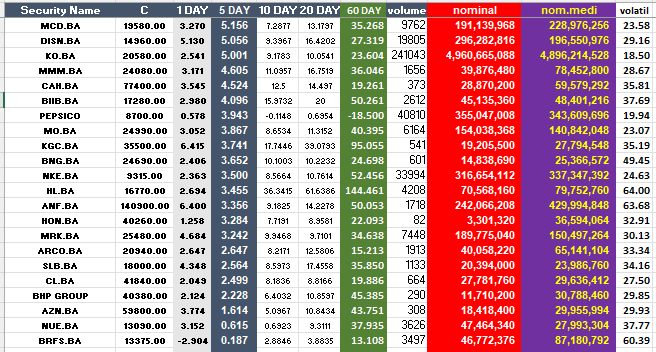 Security Name C 1 DAY 5 DAY 10 DAY 20 DAY 60 DAY volume nominal nom.medi volatil
MCD.BA 19580.00 3.270 5.156 7.2877 13.1797 35.268 9762 191,139,968 228,976,256 23.58
DISN.BA 14960.00 5.130 5.056 9.3367 16.4202 27.319 19805 296,282,816 196,550,976 29.16
KO.BA 20580.00 2.541 5.001 9.1783 10.0541 23.604 241043 4,960,665,088 4,896,214,528 18.50
MMM.BA 24080.00 3.171 4.605 11.0957 16.7519 36.046 1656 39,876,480 78,452,800 28.67
CAH.BA 77400.00 3.545 4.524 12.5 14.497 19.261 373 28,870,200 59,579,292 35.81
BIIB.BA 17280.00 2.980 4.096 15.9732 20 50.261 2612 45,135,360 48,401,216 37.69
PEPSICO 8700.00 0.578 3.943 -0.1148 0.6954 -18.500 40810 355,047,008 343,609,696 19.94
MO.BA 24990.00 3.052 3.867 8.6534 11.3152 40.395 6164 154,038,368 140,842,048 23.07
KGC.BA 35500.00 6.415 3.741 17.7446 39.0793 95.055 541 19,205,500 27,794,548 35.19
BNG.BA 24690.00 2.406 3.652 10.1003 10.2232 24.698 601 14,838,690 25,366,572 49.45
NKE.BA 9315.00 2.363 3.500 8.5664 10.7614 52.456 33994 316,654,112 337,347,392 24.63
HL.BA 16770.00 2.694 3.455 36.3415 61.6386 144.461 4208 70,568,160 79,752,760 64.00
ANF.BA 140900.00 6.400 3.356 9.1825 14.2278 50.053 1718 242,066,208 429,994,848 63.68
HON.BA 40260.00 1.258 3.284 7.7191 8.9581 22.093 82 3,301,320 36,594,064 32.91
MRK.BA 25480.00 4.684 3.242 9.9468 9.7101 34.638 7448 189,775,040 150,497,264 30.13
ARCO.BA 20940.00 2.647 2.647 8.2171 12.5806 15.213 1913 40,058,220 65,141,104 33.34
SLB.BA 18000.00 4.348 2.564 8.5973 17.4558 35.850 1133 20,394,000 23,986,760 34.16
CL.BA 41840.00 2.049 2.499 8.1836 8.8166 19.886 664 27,781,760 29,636,412 27.50
BHP GROUP 40380.00 2.124 2.228 6.4032 10.8597 45.385 290 11,710,200 30,788,460 29.85
AZN.BA 59800.00 3.774 1.614 5.0967 10.8434 43.751 308 18,418,400 29,955,994 29.93
NUE.BA 13090.00 3.152 0.615 0.6923 9.3111 37.935 3626 47,464,340 27,993,304 37.77
BRFS.BA 13375.00 -2.904 0.187 2.8846 3.8835 13.108 3497 46,772,376 87,180,792 60.39